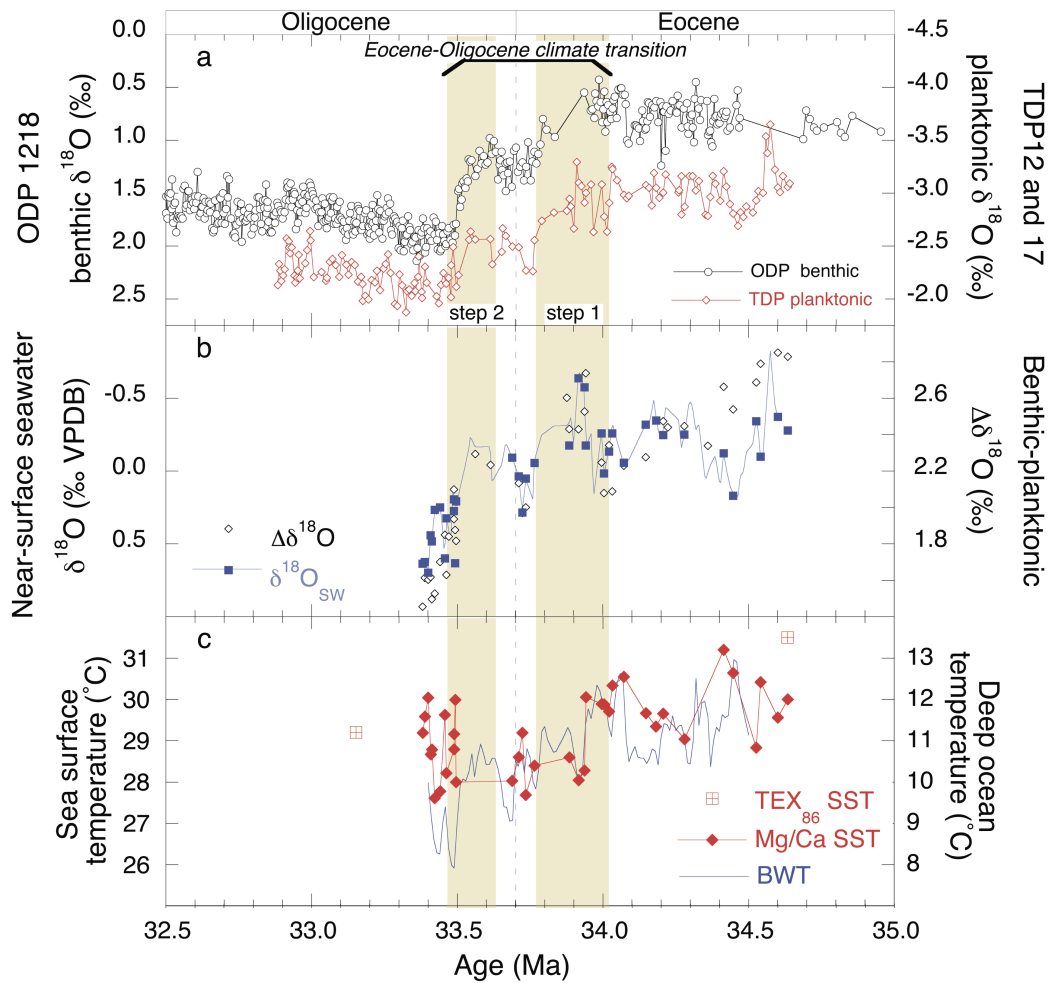 Oligocene
Eocene
0.0
-4.5
a
Eocene-Oligocene climate transition
0.5
-4.0
1.0
-3.5
1.5
-3.0
2.0
-2.5
2.5
-2.0
ODP 1218
benthic δ18O (‰)
TDP12 and 17
planktonic δ18O (‰)
ODP benthic
TDP planktonic
step 2
step 1
b
-0.5
2.6
0.0
2.2
0.5
1.8
Near-surface seawater
δ18O (‰ VPDB)
Benthic-planktonic
Δδ18O (‰)
Δδ18O
δ18OSW
c
31
13
30
12
29
11
28
10
27
9
26
8
Sea surface
temperature (˚C)
Deep ocean
temperature (˚C)
TEX86 SST
Mg/Ca SST
BWT
32.5
33.0
33.5
34.0
34.5
35.0
Age (Ma)